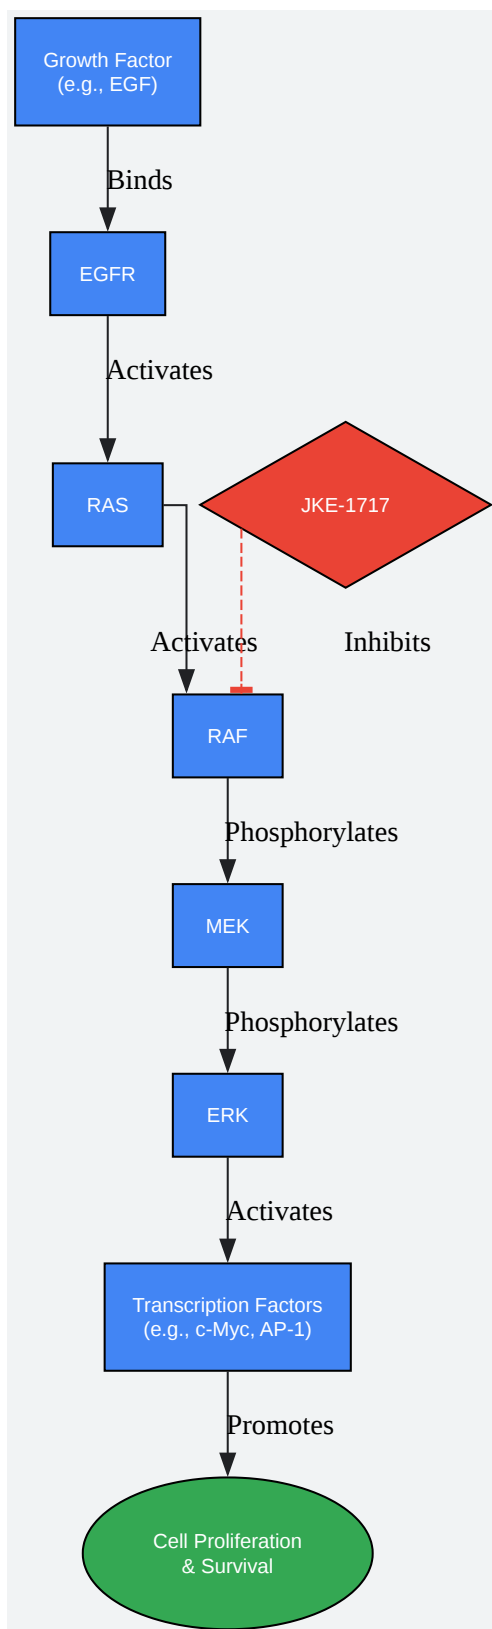 Growth Factor
(e.g., EGF)
Binds
EGFR
Activates
RAS
JKE-1717
Activates
Inhibits
RAF
Phosphorylates
MEK
Phosphorylates
ERK
Activates
Transcription Factors
(e.g., c-Myc, AP-1)
Promotes
Cell Proliferation
& Survival